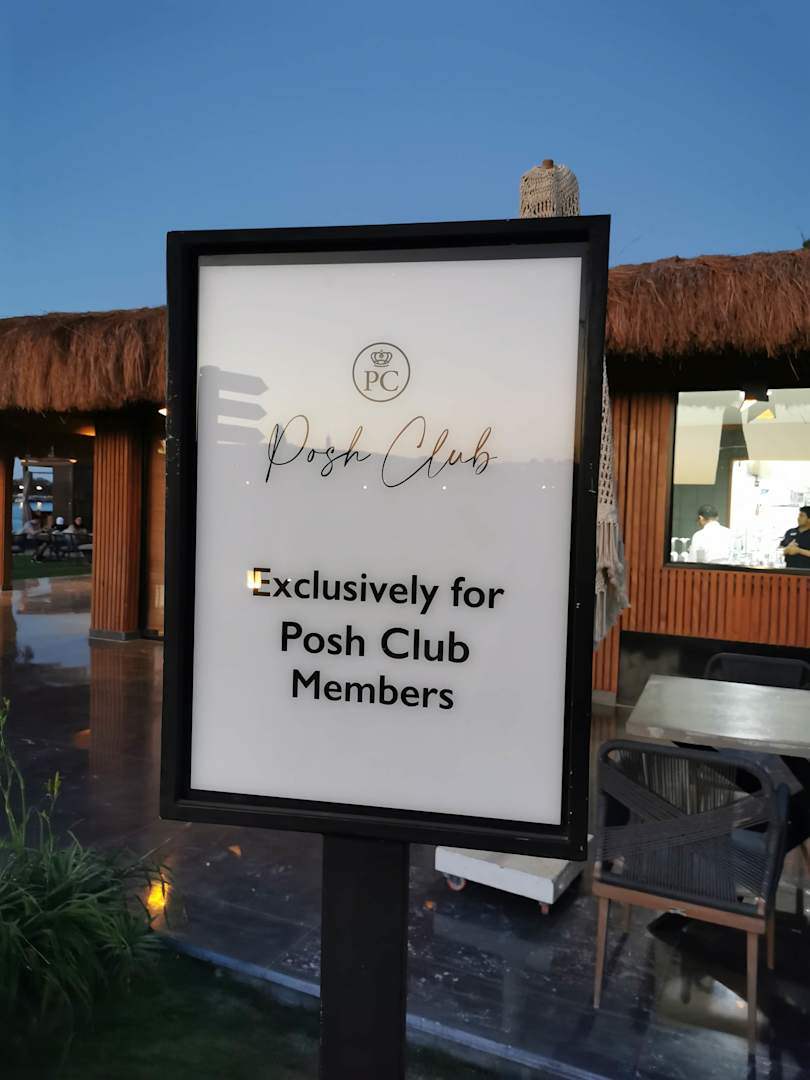 PC
Posh Club
Exclusively for
Posh Club
Members